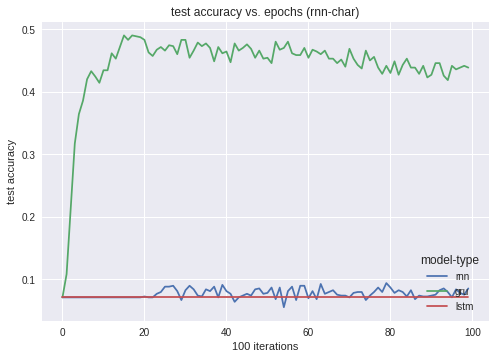 test accuracy vs. epochs (rnn-char)
0.5
0.4
0.3
0.2
0.1
test accuracy
0
20
40
60
80
100
100 iterations
model-type
rnn
gru
lstm